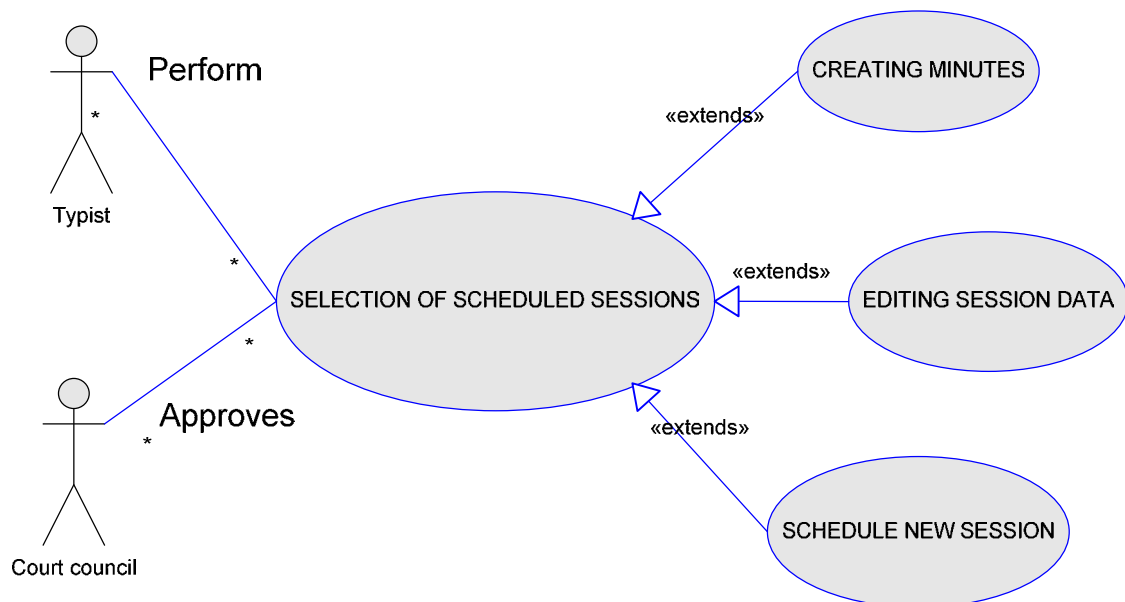 Perform
*
Typist
*
CREATING MINUTES
«extends»
SELECTION OF SCHEDULED SESSIONS
«extends»
EDITING SESSION DATA
*
Approves
*
Court council
«extends»
SCHEDULE NEW SESSION